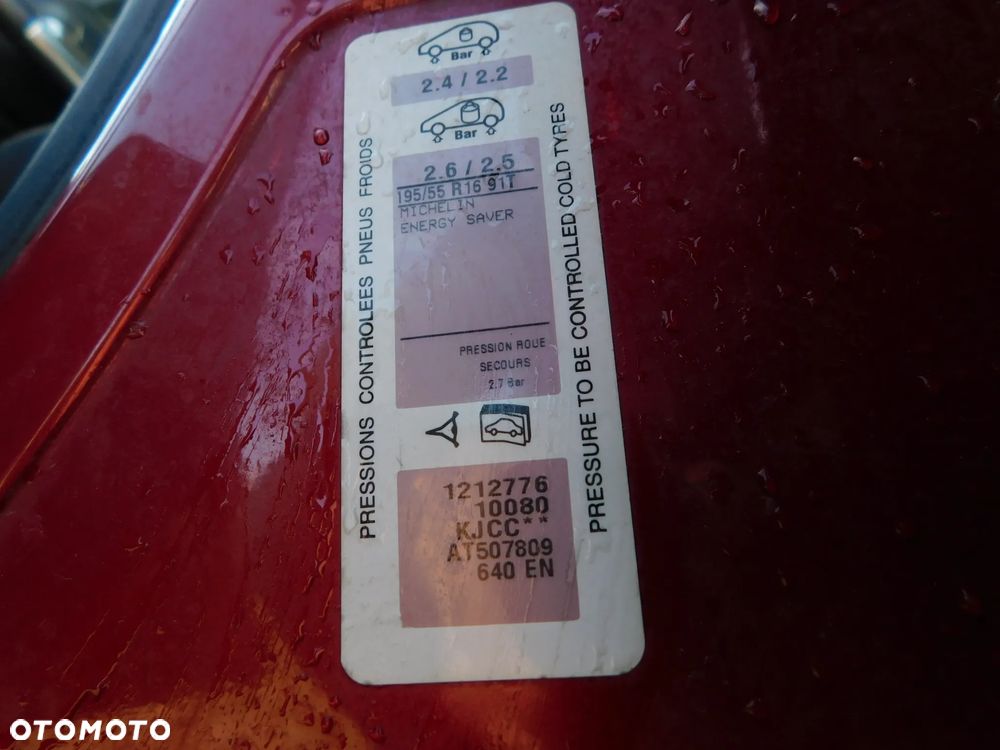 Bar
2.4 / 2.2
Bar
2.6 / 2.5
195/55 R16 91T
MICHELIN
ENERGY SAVER
PRESSION ROUE
SECOURS
2.7 Bar
PRESSIONS CONTROLEES PNEUS FROIDS
PRESSURE TO BE CONTROLLED COLD TYRES
1212776
10080
KJCC**
AT507809
640 EN
OTOMOTO